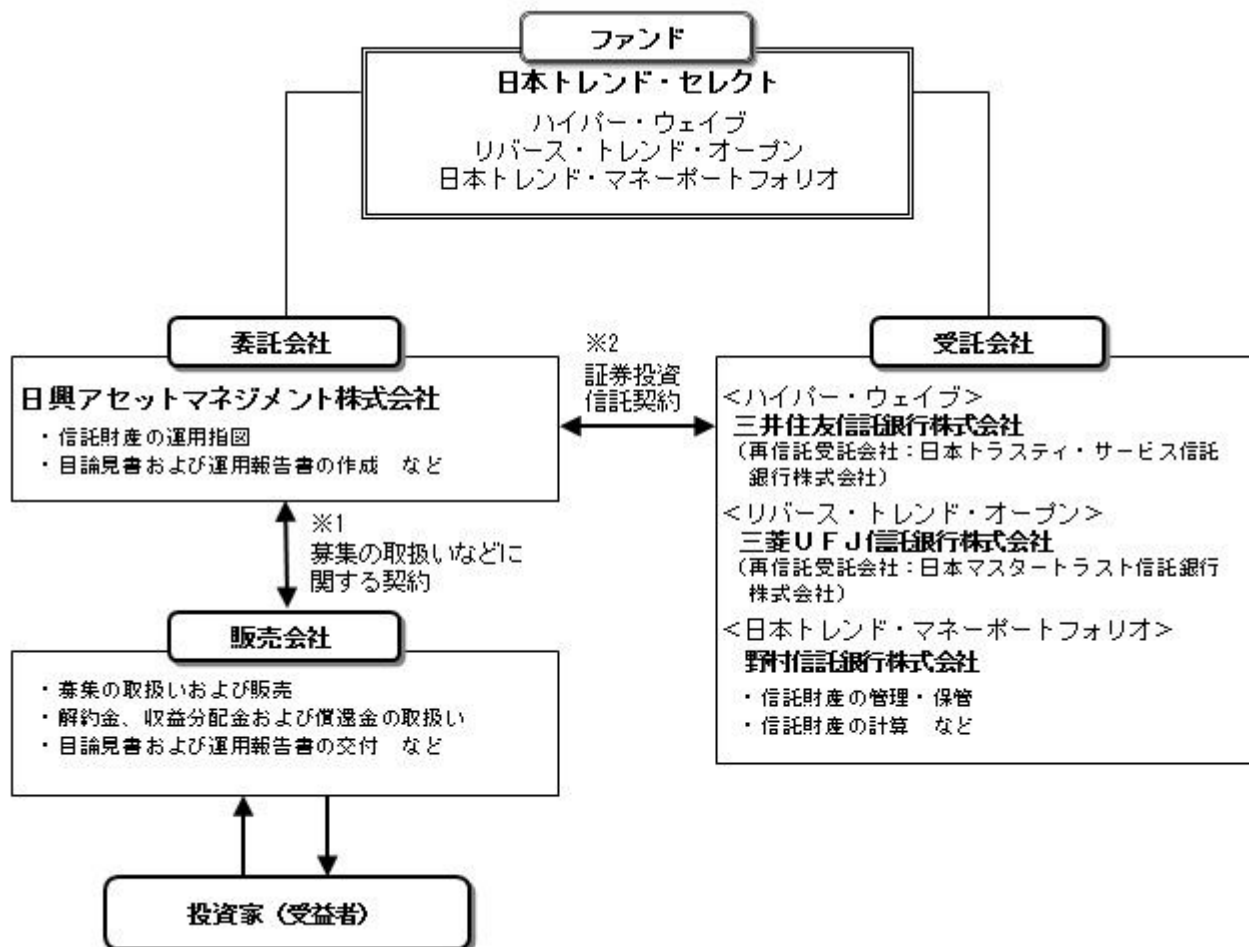 ファンド
日本トレンド・セレクト
ハイパー・ウェイブ
リバース・トレンド・オープン
日本トレンド・マネーポートフォリオ
委託会社
日興アセットマネジメント株式会社
・信託財産の運用指図
・目論見書および運用報告書の作成　など
※2
証券投資
信託契約
受託会社
＜ハイパー・ウェイブ＞
三井住友信託銀行株式会社
（再信託受託会社：日本トラスティ・サービス信託
銀行株式会社）
＜リバース・トレンド・オープン＞
三菱ＵＦＪ信託銀行株式会社
（再信託受託会社：日本マスタートラスト信託銀行
株式会社）
＜日本トレンド・マネーポートフォリオ＞
野村信託銀行株式会社
・信託財産の管理・保管
・信託財産の計算　など
※1
募集の取扱いなどに
関する契約
販売会社
・募集の取扱いおよび販売
・解約金、収益分配金および償還金の取扱い
・目論見書および運用報告書の交付　など
投資家（受益者）